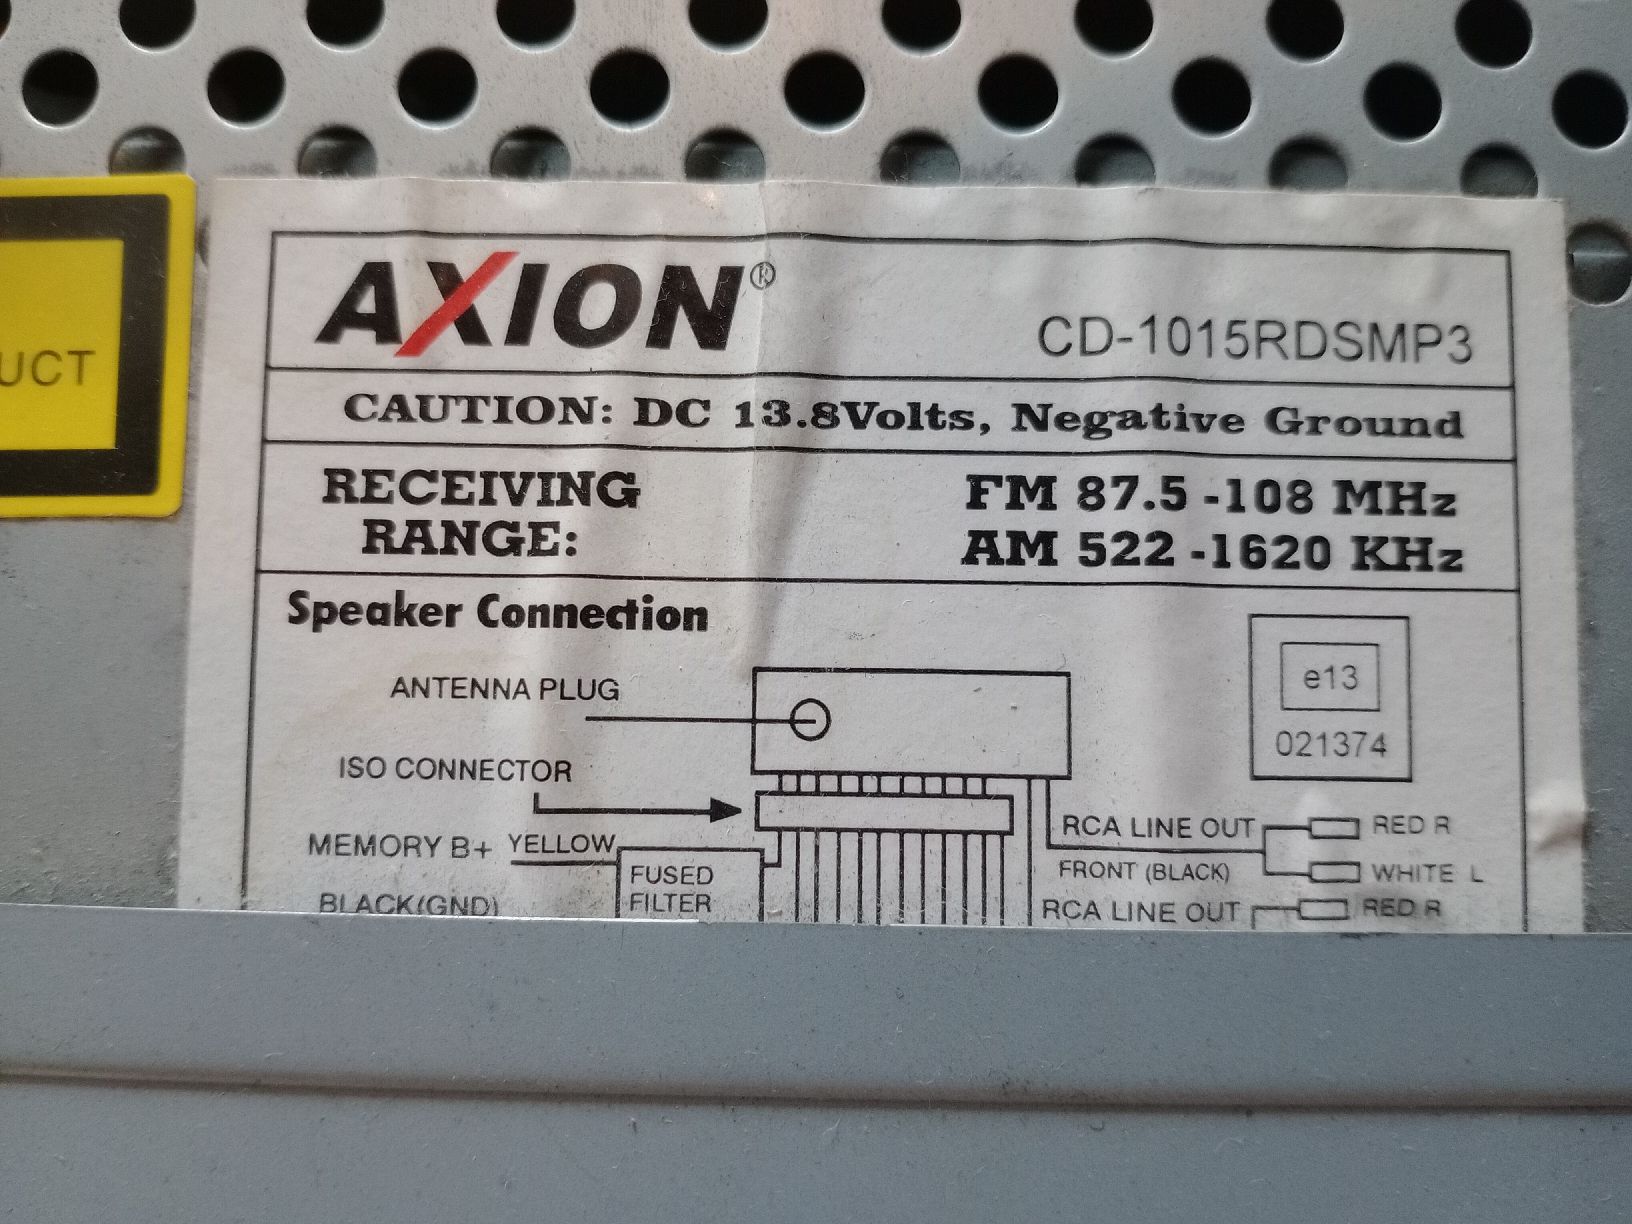 UCT
AXION®
CD-1015RDSMP3
CAUTION: DC 13.8Volts, Negative Ground
RECEIVING RANGE:
FM 87.5 -108 MHz
AM 522 -1620 KHz
Speaker Connection
ANTENNA PLUG
e13
021374
ISO CONNECTOR
MEMORY B+ YELLOW
FUSED
FILTER
BLACK(GND)
RCA LINE OUT RED R
FRONT (BLACK) WHITE L
RCA LINE OUT RED R